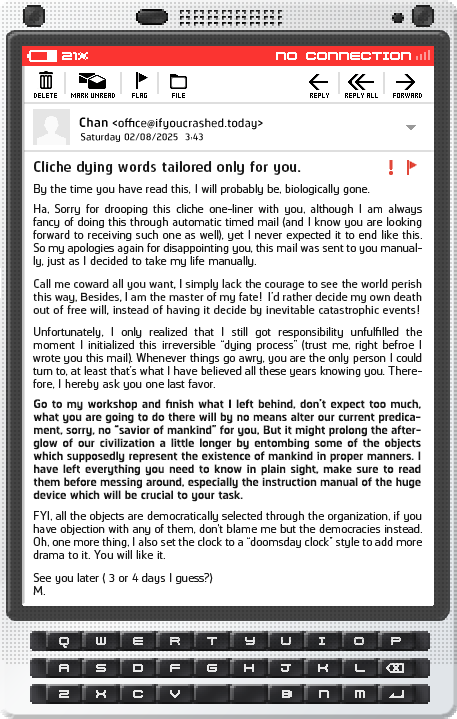 21%
NO CONNECTION
DELETE
MARK UNREAD
FLAG
FILE
REPLY
REPLY ALL
FORWARD
Chan <office@ifyoucrashed.today>
Saturday 02/08/2025 3:43
Cliche dying words tailored only for you.
By the time you have read this, I will probably be, biologically gone.
Ha, Sorry for drooping this cliche one-liner with you, although I am always
fancy of doing this through automatic timed mail (and I know you are looking
forward to receiving such one as well), yet I never expected it to end like this.
So my apologies again for disappointing you, this mail was sent to you manual-
ly, just as I decided to take my life manually.
Call me coward all you want, I simply lack the courage to see the world perish
this way, Besides, I am the master of my fate! I'd rather decide my own death
out of free will, instead of having it decide by inevitable catastrophic events!
Unfortunately, I only realized that I still got responsibility unfulfilled the
moment I initialized this irreversible "dying process" (trust me, right befroe I
wrote you this mail). Whenever things go awry, you are the only person I could
turn to, at least that's what I have believed all these years knowing you. There-
fore, I hereby ask you one last favor.
Go to my workshop and finish what I left behind, don't expect too much,
what you are going to do there will by no means alter our current predica-
ment, sorry, no "savior of mankind" for you, But it might prolong the after-
glow of our civilization a little longer by entombing some of the objects
which supposedly represent the existence of mankind in proper manners. I
have left everything you need to know in plain sight, make sure to read
them before messing around, especially the instruction manual of the huge
device which will be crucial to your task.
FYI, all the objects are democratically selected through the organization, if you
have objection with any of them, don't blame me but the democracies instead.
Oh, one more thing, I also set the clock to a "doomsday clock" style to add more
drama to it. You will like it.
See you later ( 3 or 4 days I guess?)
M.
Q W E R T Y U I O P
A S D F G H J K L
Z X C V B N M